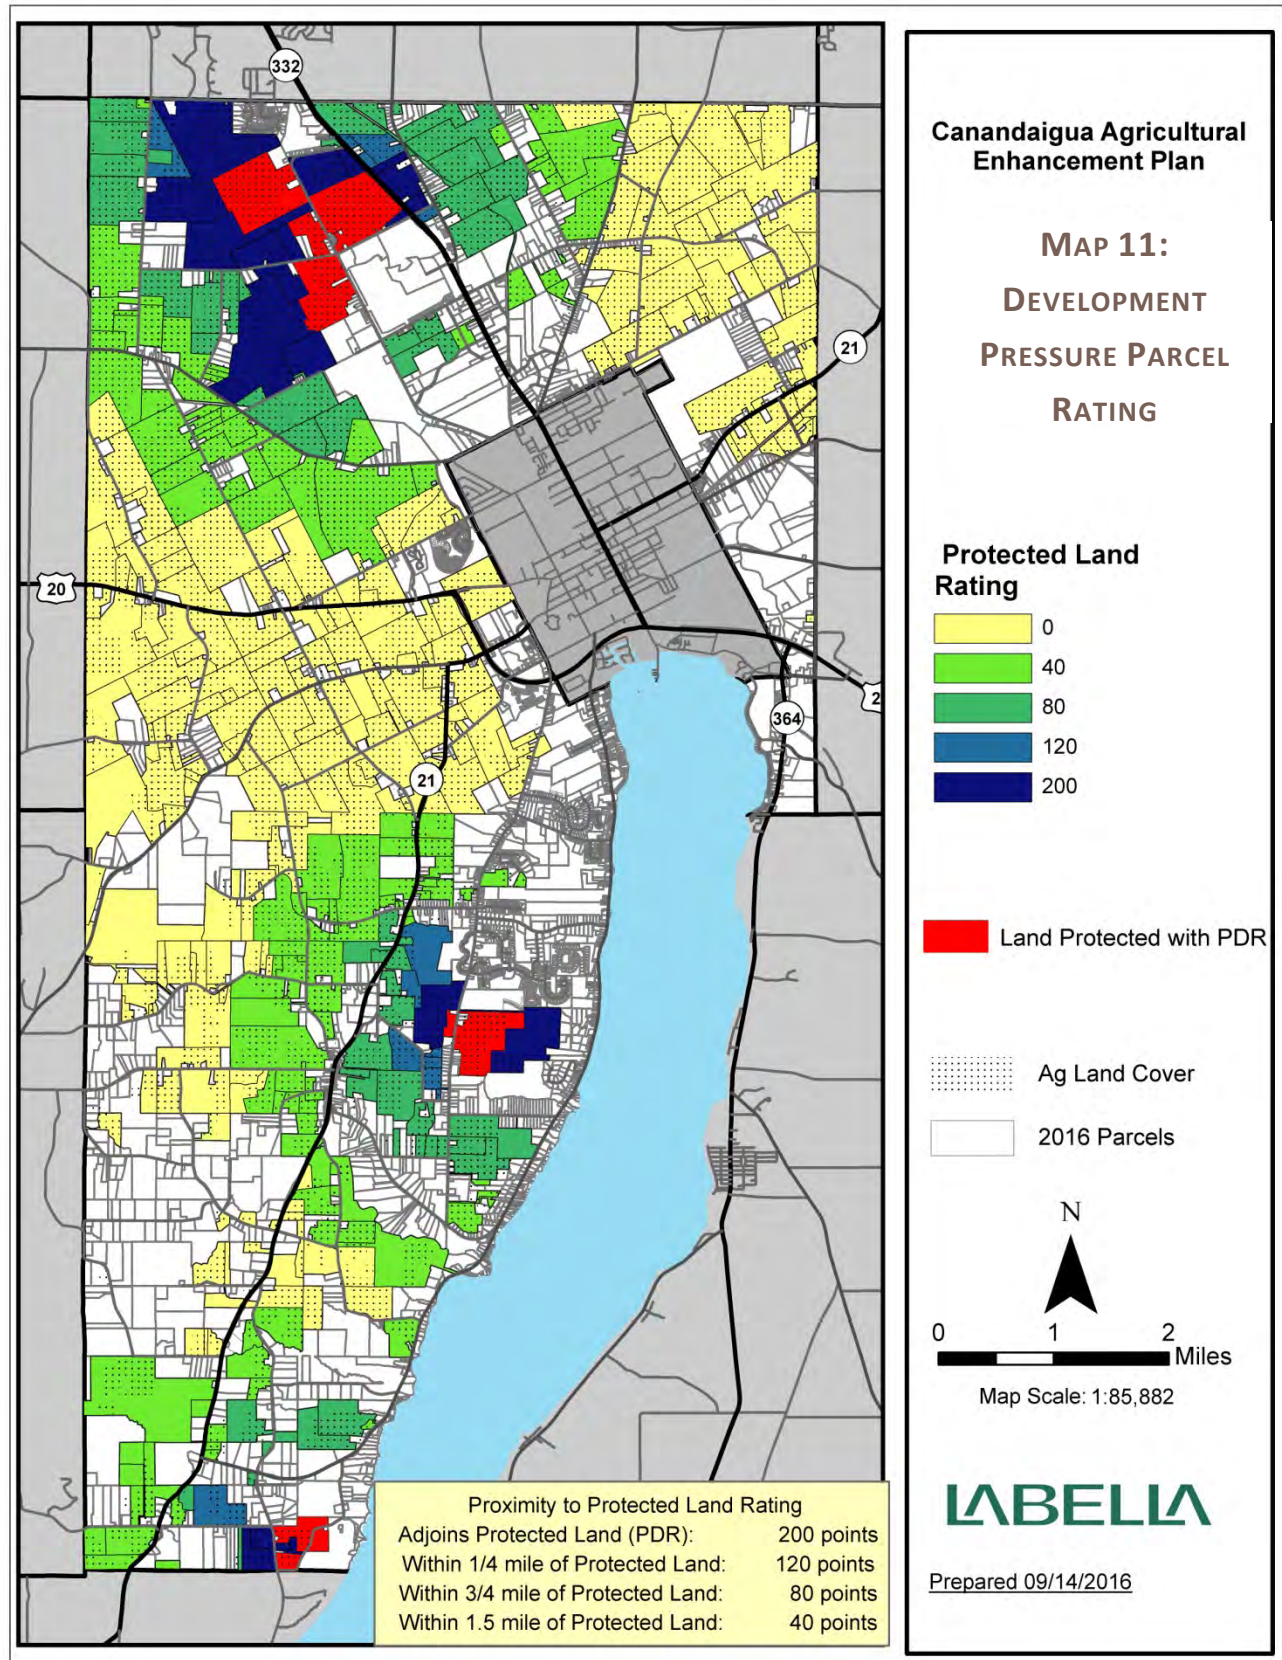 332
21
20
364
2
21
Proximity to Protected Land Rating
Adjoins Protected Land (PDR): 200 points
Within 1/4 mile of Protected Land: 120 points
Within 3/4 mile of Protected Land: 80 points
Within 1.5 mile of Protected Land: 40 points
Canandaigua Agricultural
Enhancement Plan
MAP 11:
DEVELOPMENT
PRESSURE PARCEL
RATING
Protected Land
Rating
0
40
80
120
200
Land Protected with PDR
Ag Land Cover
2016 Parcels
N
0 1 2
Miles
Map Scale: 1:85,882
LABELLA
Prepared 09/14/2016